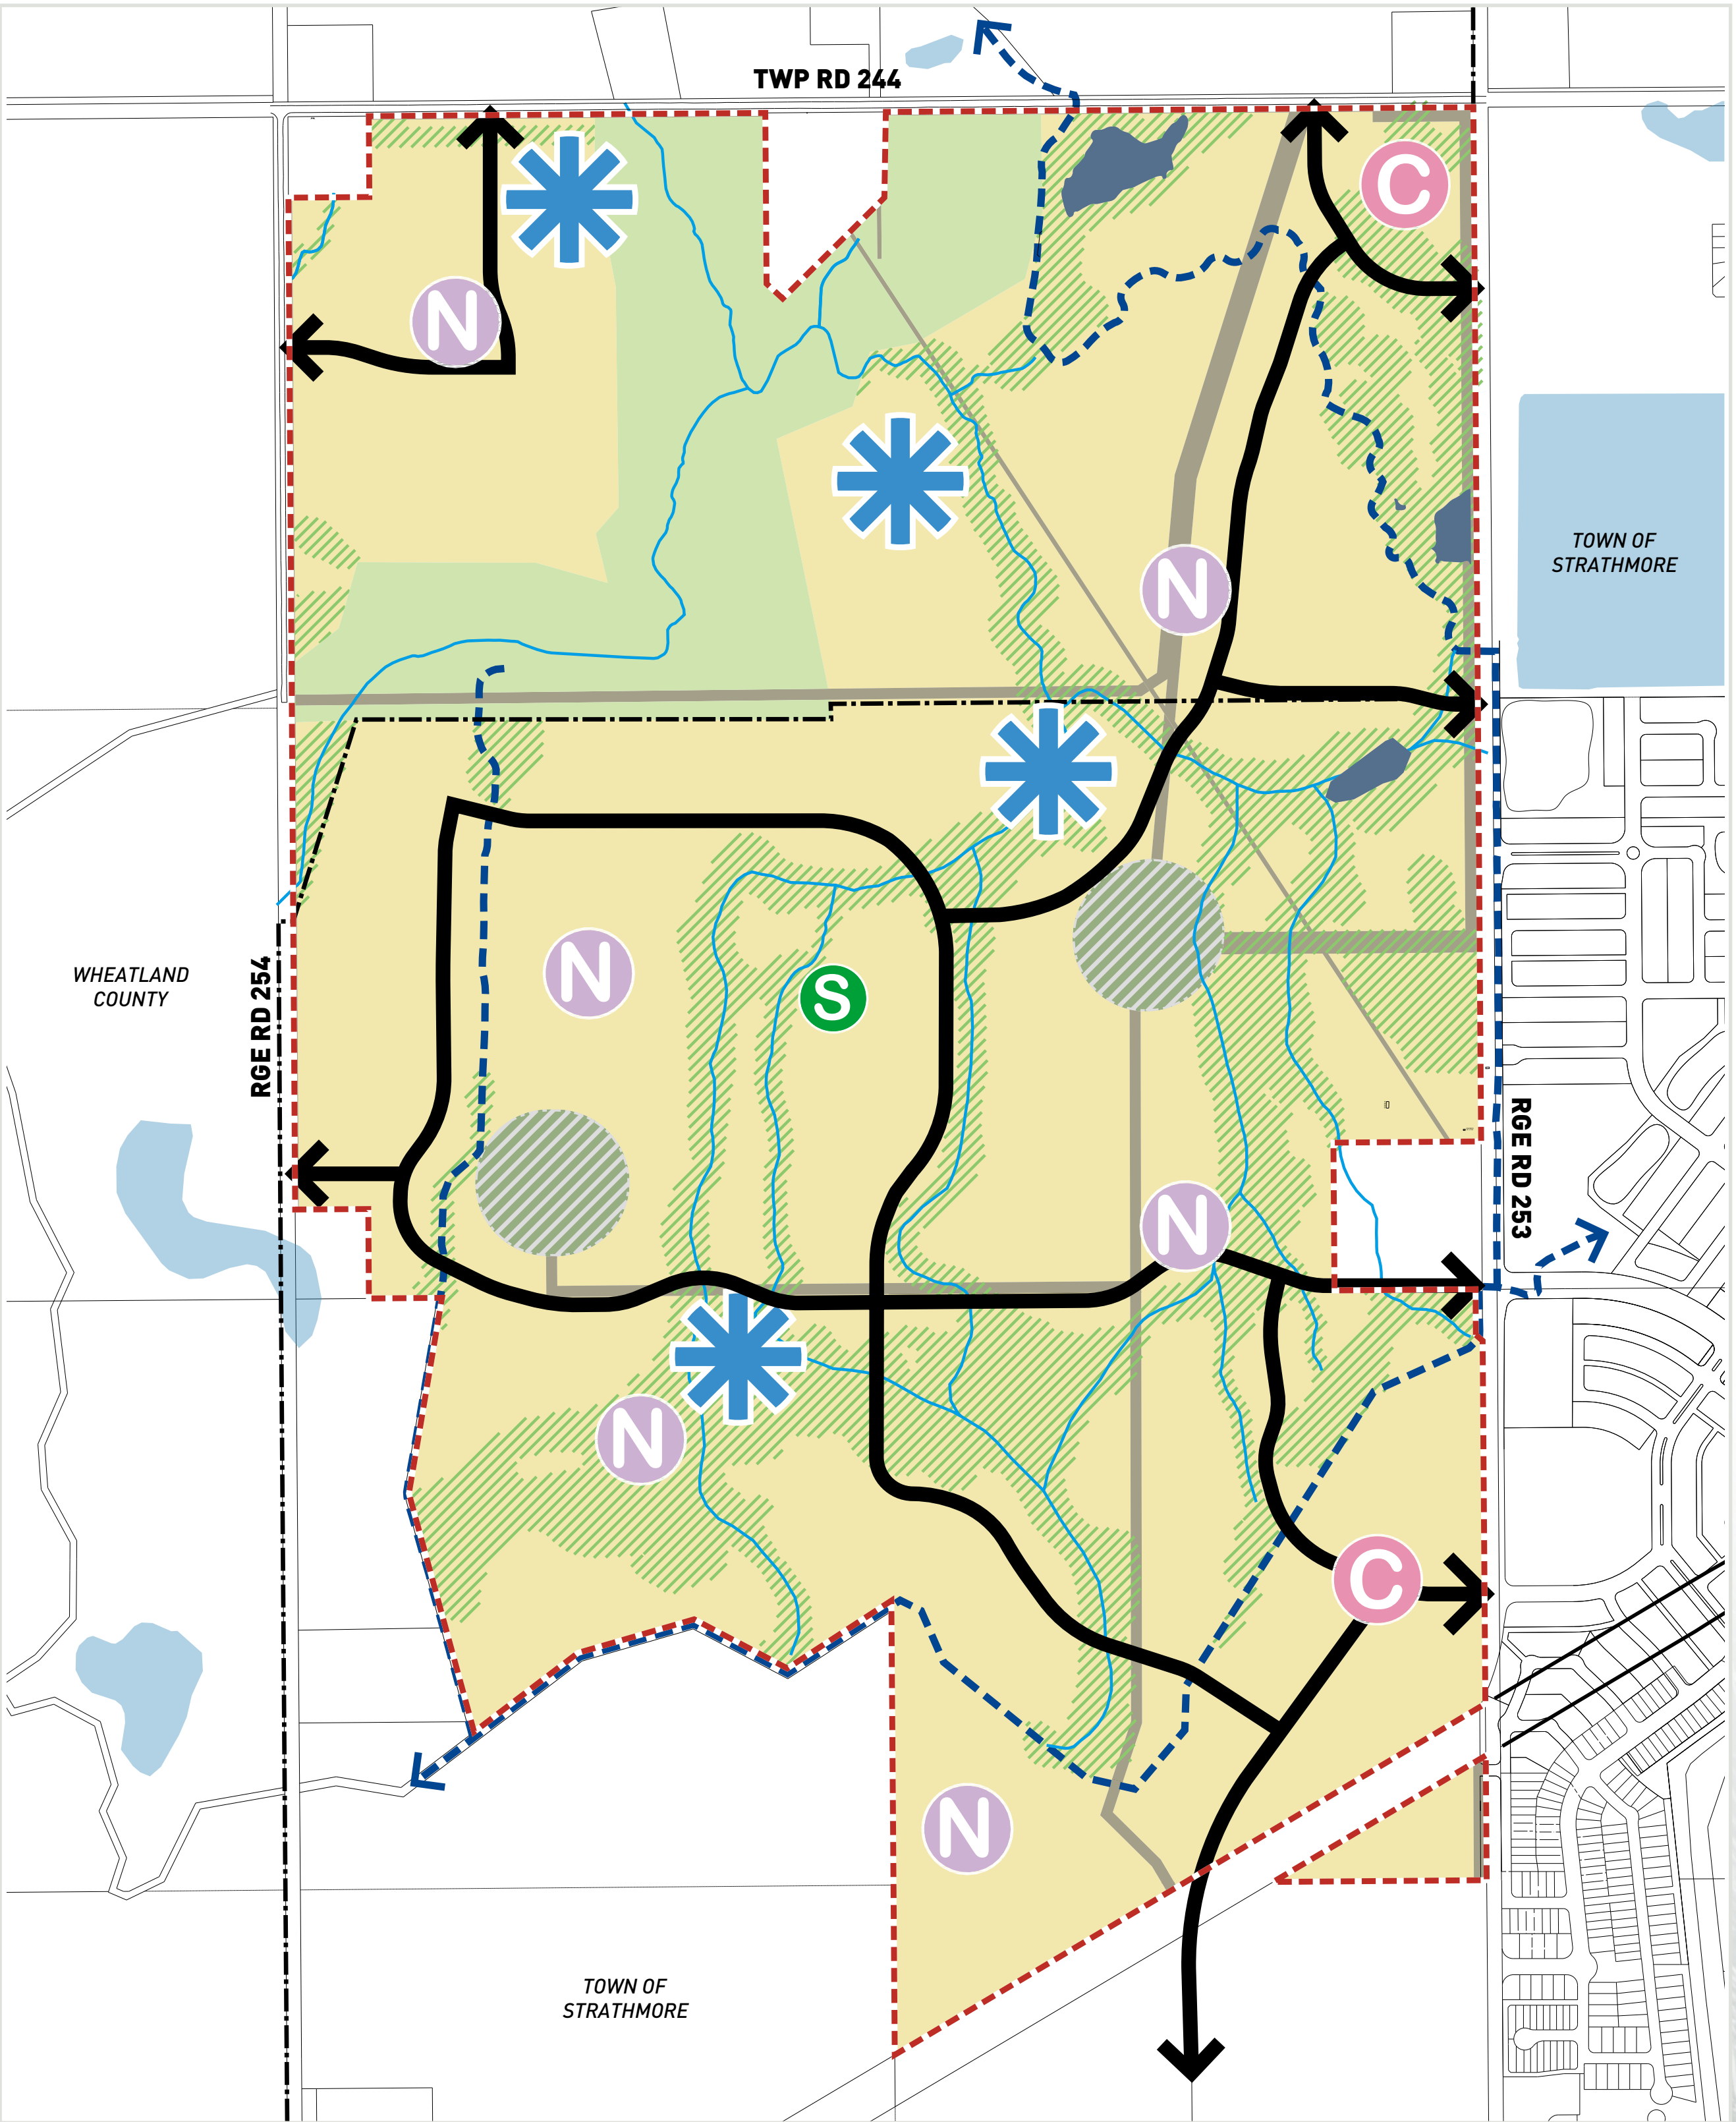 TWP RD 244
C
N
TOWN OF
STRATHMORE
N
WHEATLAND
COUNTY
RGE RD 254
N
S
RGE RD 253
N
N
C
N
TOWN OF
STRATHMORE